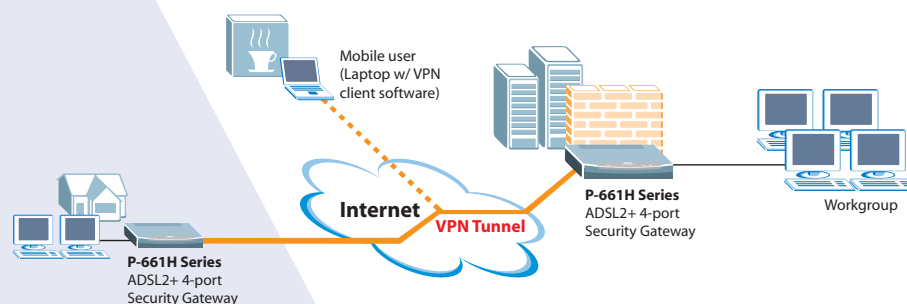 Mobile user
(Laptop w/ VPN
client software)
P-661H Series
ADSL2+ 4-port
Security Gateway
Workgroup
Internet
VPN Tunnel
P-661H Series
ADSL2+ 4-port
Security Gateway